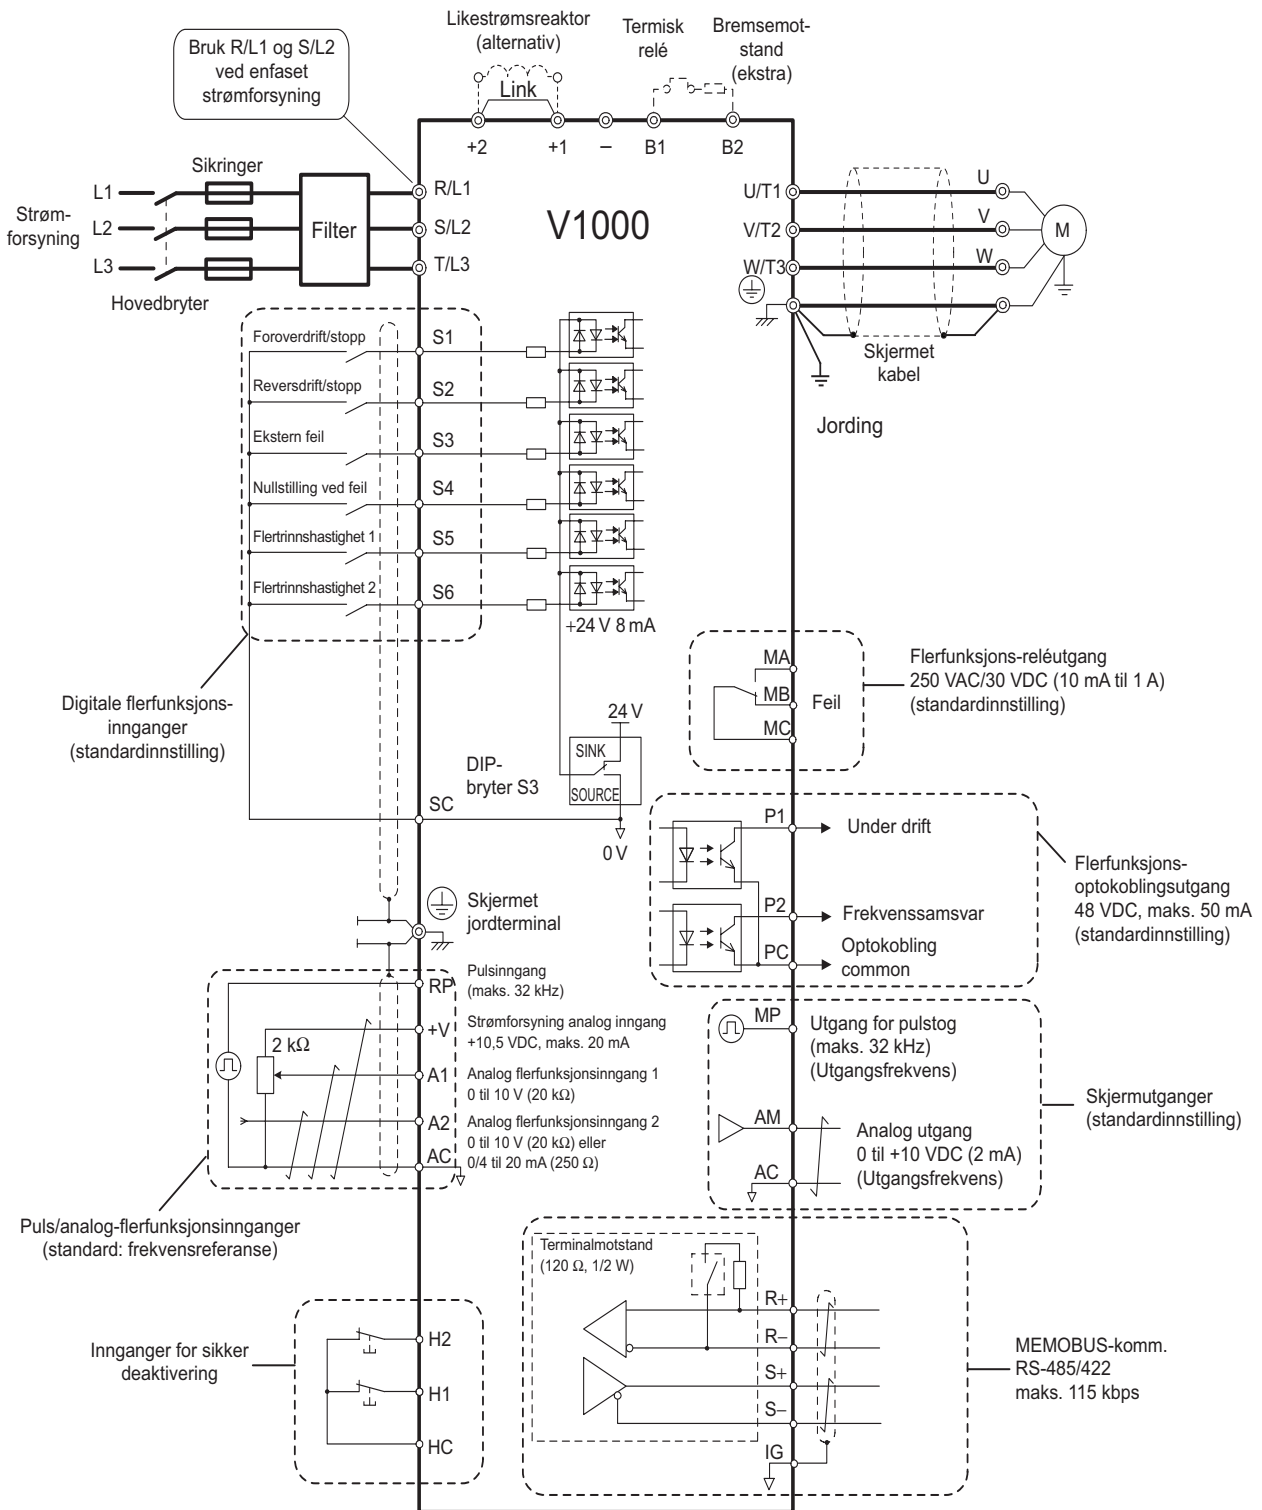 Likestrømsreaktor
(alternativ)
Termisk
relé
Bremsemot-
stand
(ekstra)
Bruk R/L1 og S/L2
ved enfaset
strømforsyning
Link
+2
+1
–
B1
B2
Sikringer
L1
L2
L3
Strøm-
forsyning
Filter
Hovedbryter
R/L1
S/L2
T/L3
V1000
U/T1
V/T2
W/T3
U
V
W
M
Skjermet
kabel
Jording
Foroverdrift/stopp
S1
Reversdrift/stopp
S2
Ekstern feil
S3
Nullstilling ved feil
S4
Flertrinnshastighet 1
S5
Flertrinnshastighet 2
S6
+24 V 8 mA
Digitale flerfunksjons-
innganger
(standardinnstilling)
24 V
SINK
SOURCE
DIP-
bryter S3
SC
0 V
MA
MB
MC
Feil
Flerfunksjons-reléutgang
250 VAC/30 VDC (10 mA til 1 A)
(standardinnstilling)
P1
Under drift
P2
Frekvenssamsvar
PC
Optokobling
common
Flerfunksjons-
optokoblingsutgang
48 VDC, maks. 50 mA
(standardinnstilling)
Skjermet
jordterminal
RP
Pulsinngang
(maks. 32 kHz)
+V
Strømforsyning analog inngang
+10,5 VDC, maks. 20 mA
2 kΩ
A1
Analog flerfunksjonsinngang 1
0 til 10 V (20 kΩ)
A2
Analog flerfunksjonsinngang 2
0 til 10 V (20 kΩ) eller
0/4 til 20 mA (250 Ω)
AC
Puls/analog-flerfunksjonsinnganger
(standard: frekvensreferanse)
MP
Utgang for pulstog
(maks. 32 kHz)
(Utgangsfrekvens)
AM
Analog utgang
0 til +10 VDC (2 mA)
(Utgangsfrekvens)
AC
Skjermutganger
(standardinnstilling)
Terminalmotstand
(120 Ω, 1/2 W)
R+
R–
S+
S–
IG
MEMOBUS-komm.
RS-485/422
maks. 115 kbps
Innganger for sikker
deaktivering
H2
H1
HC